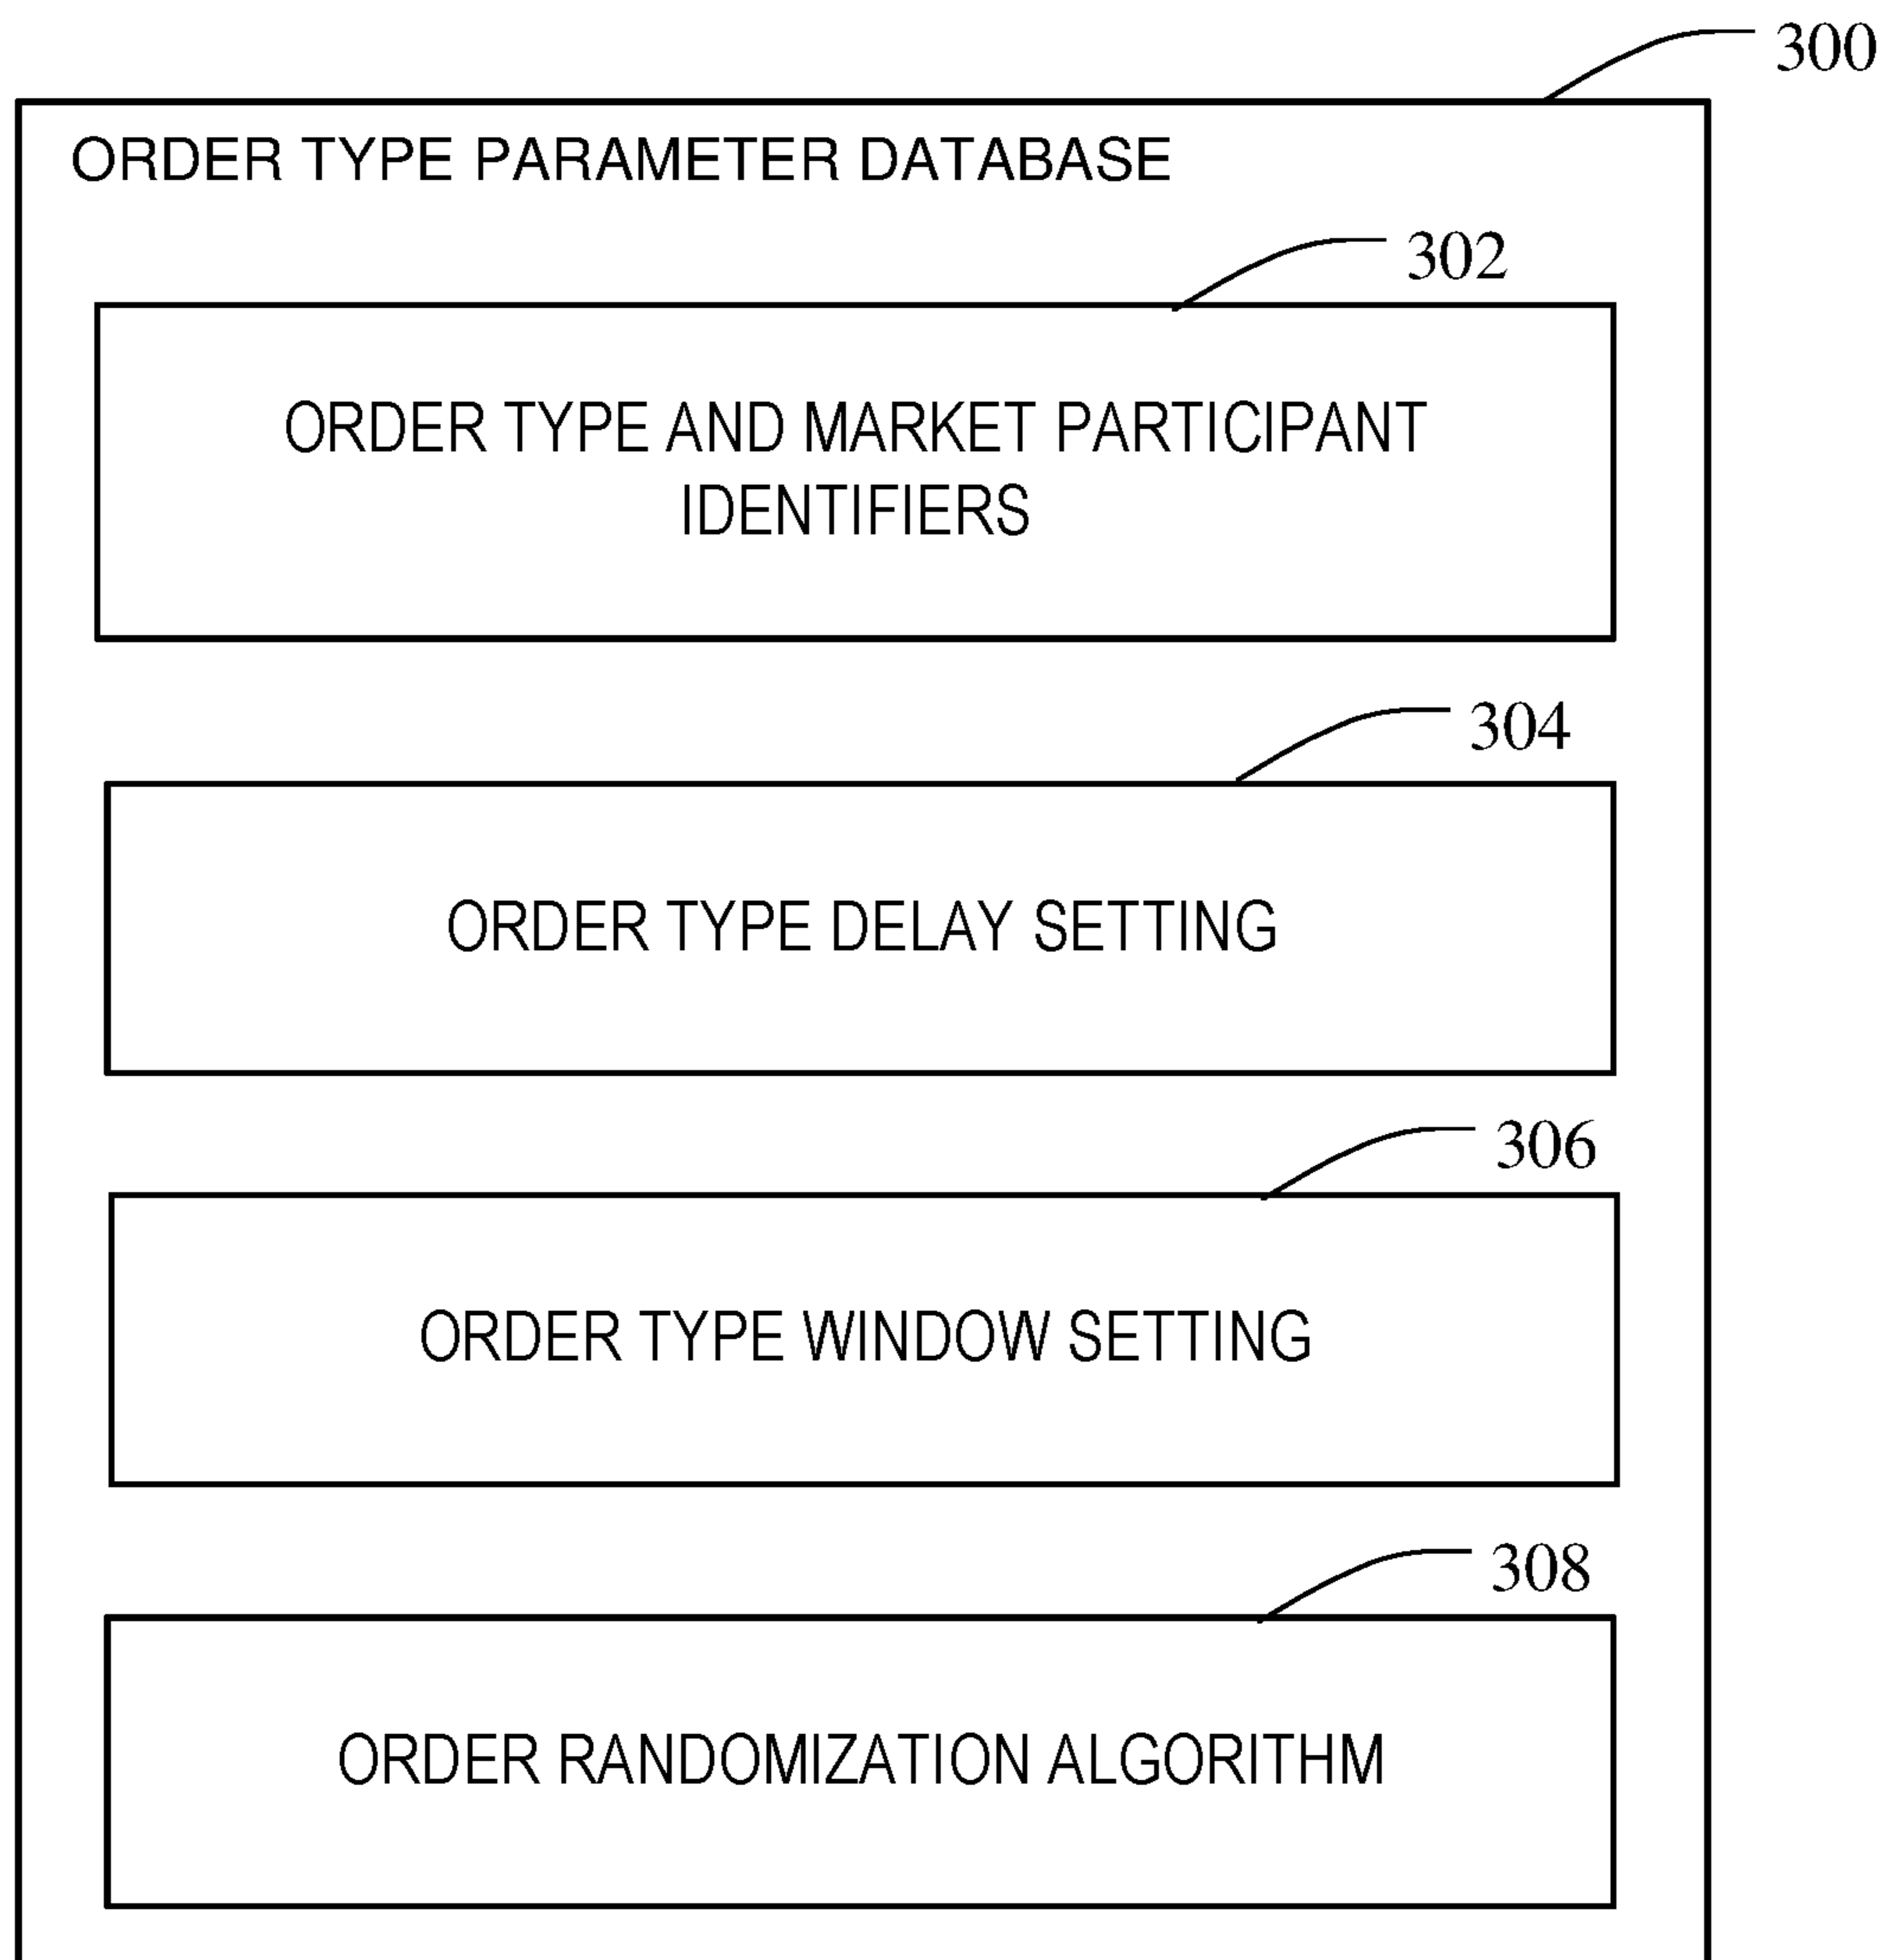 300
ORDER TYPE PARAMETER DATABASE
302
ORDER TYPE AND MARKET PARTICIPANT
IDENTIFIERS
304
ORDER TYPE DELAY SETTING
306
ORDER TYPE WINDOW SETTING
308
ORDER RANDOMIZATION ALGORITHM